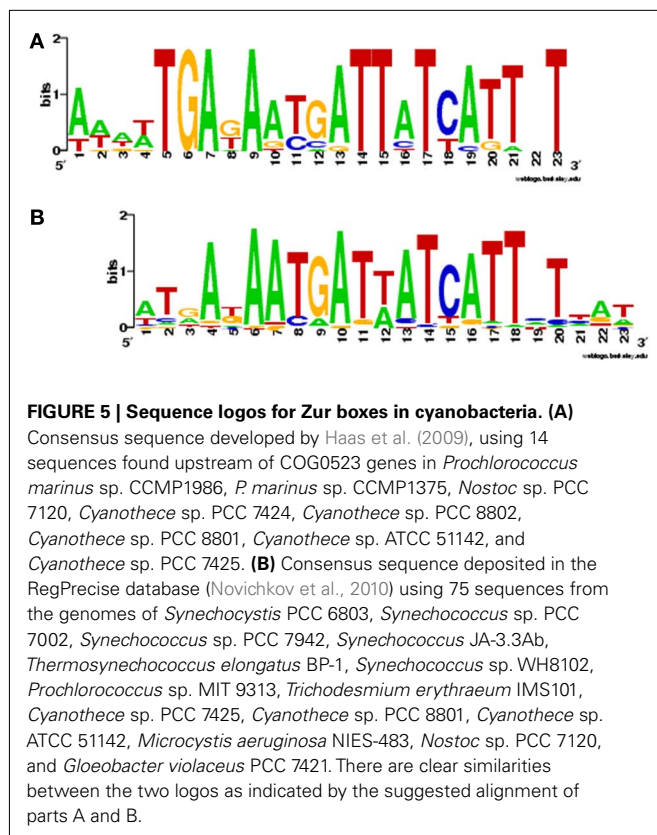 A
2
bits
1
0
A T A T A T T T A T G A G T A A G T C G C A G T T A C T C T A C T G T A T
5′ 1 2 3 4 5 6 7 8 9 10 11 12 13 14 15 16 17 18 19 20 21 22 23 3′
weblogo.berkeley.edu
B
2
bits
1
0
5′ 1 2 3 4 5 6 7 8 9 10 11 12 13 14 15 16 17 18 19 20 21 22 23 3′
weblogo.berkeley.edu
FIGURE 5 | Sequence logos for Zur boxes in cyanobacteria. (A)
Consensus sequence developed by Haas et al. (2009), using 14
sequences found upstream of COG0523 genes in Prochlorococcus
marinus sp. CCMP1986, P. marinus sp. CCMP1375, Nostoc sp. PCC
7120, Cyanothece sp. PCC 7424, Cyanothece sp. PCC 8802,
Cyanothece sp. PCC 8801, Cyanothece sp. ATCC 51142, and
Cyanothece sp. PCC 7425. (B) Consensus sequence deposited in the
RegPrecise database (Novichkov et al., 2010) using 75 sequences from
the genomes of Synechocystis PCC 6803, Synechococcus sp. PCC
7002, Synechococcus sp. PCC 7942, Synechococcus JA-3.3Ab,
Thermosynechococcus elongatus BP-1, Synechococcus sp. WH8102,
Prochlorococcus sp. MIT 9313, Trichodesmium erythraeum IMS101,
Cyanothece sp. PCC 7425, Cyanothece sp. PCC 8801, Cyanothece sp.
ATCC 51142, Microcystis aeruginosa NIES-483, Nostoc sp. PCC 7120,
and Gloeobacter violaceus PCC 7421. There are clear similarities
between the two logos as indicated by the suggested alignment of
parts A and B.